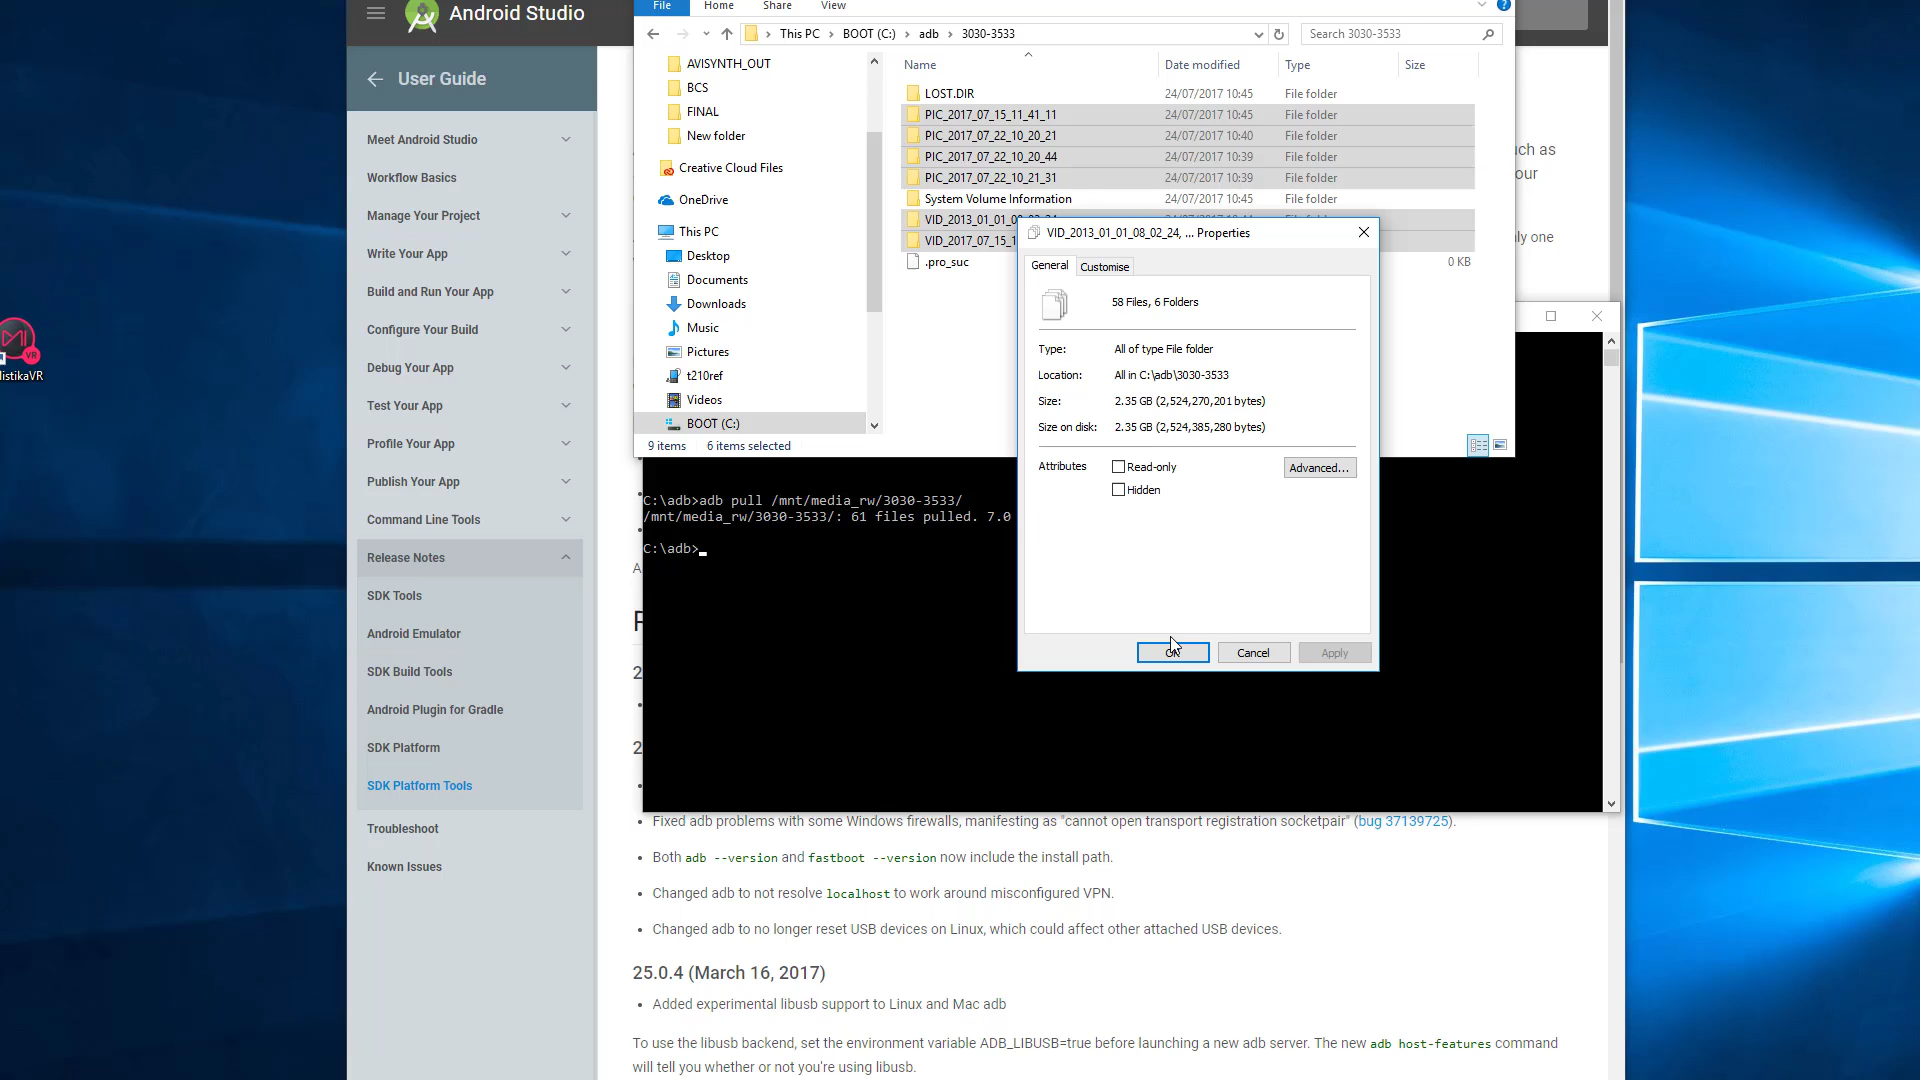 Android Studio
User Guide
Meet Android Studio
Workflow Basics
Manage Your Project
Write Your App
Build and Run Your App
Configure Your Build
Debug Your App
Test Your App
Profile Your App
Publish Your App
Command Line Tools
Release Notes
SDK Tools
Android Emulator
SDK Build Tools
Android Plugin for Gradle
SDK Platform
SDK Platform Tools
Troubleshoot
Known Issues
File Home Share View
This PC BOOT (C:) adb 3030-3533
Search 3030-3533
AVISYNTH_OUT
BCS
FINAL
New folder
Creative Cloud Files
OneDrive
This PC
Desktop
Documents
Downloads
Music
Pictures
t210ref
Videos
BOOT (C:)
Name Date modified Type Size
LOST.DIR 24/07/2017 10:45 File folder
PIC_2017_07_15_11_41_11 24/07/2017 10:45 File folder
PIC_2017_07_22_10_20_21 24/07/2017 10:40 File folder
PIC_2017_07_22_10_20_44 24/07/2017 10:39 File folder
PIC_2017_07_22_10_21_31 24/07/2017 10:39 File folder
System Volume Information 24/07/2017 10:45 File folder
VID_2013_01_01_08_02_24
VID_2017_07_15_1
.pro_suc 0 KB
9 items 6 items selected
VID_2013_01_01_08_02_24, ... Properties
General Customise
58 Files, 6 Folders
Type: All of type File folder
Location: All in C:\adb\3030-3533
Size: 2.35 GB (2,524,270,201 bytes)
Size on disk: 2.35 GB (2,524,385,280 bytes)
Attributes Read-only Advanced...
Hidden
OK Cancel Apply
C:\adb>adb pull /mnt/media_rw/3030-3533/
/mnt/media_rw/3030-3533/: 61 files pulled. 7.0
C:\adb>
uch as
our
ly one
istikaVR
Fixed adb problems with some Windows firewalls, manifesting as "cannot open transport registration socketpair" (bug 37139725).
Both adb --version and fastboot --version now include the install path.
Changed adb to not resolve localhost to work around misconfigured VPN.
Changed adb to no longer reset USB devices on Linux, which could affect other attached USB devices.
25.0.4 (March 16, 2017)
Added experimental libusb support to Linux and Mac adb
To use the libusb backend, set the environment variable ADB_LIBUSB=true before launching a new adb server. The new adb host-features command
will tell you whether or not you're using libusb.